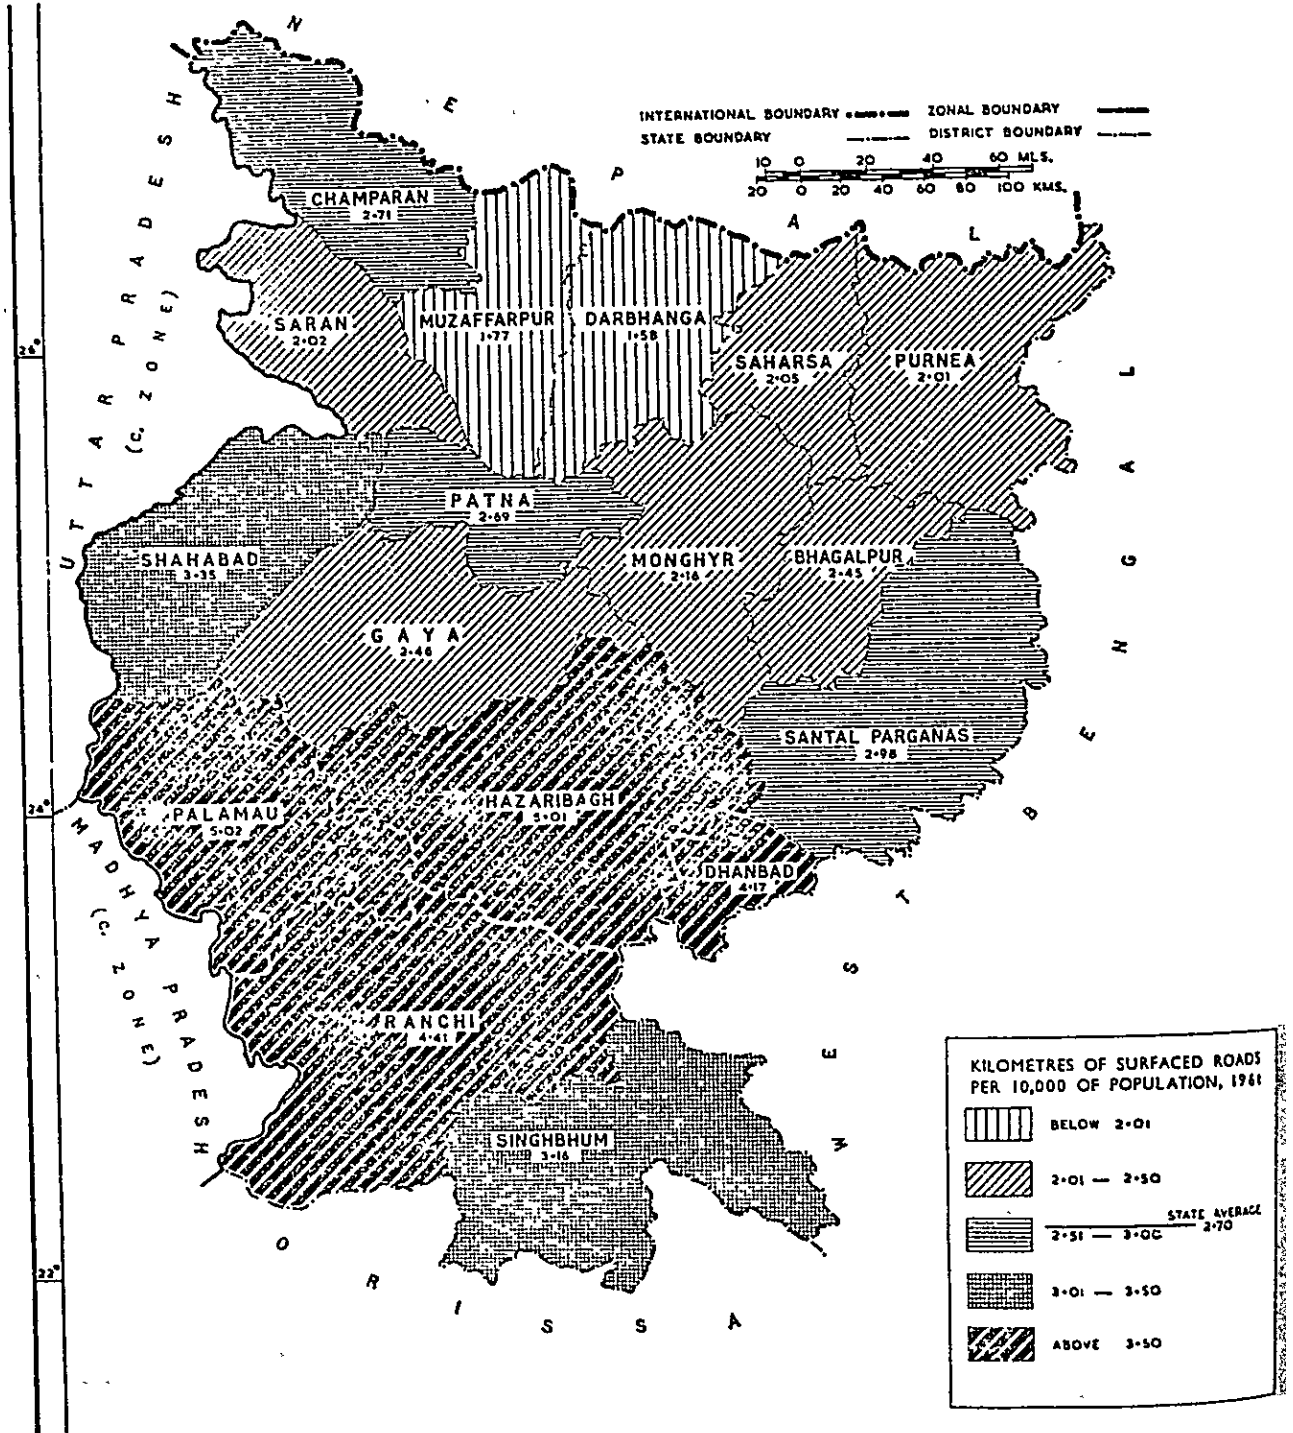 NEPAL
INTERNATIONAL BOUNDARY
ZONAL BOUNDARY
STATE BOUNDARY
DISTRICT BOUNDARY
10 0 20 40 60 MLS.
20 0 20 40 60 80 100 KMS.
UTTAR PRADESH
(C. ZONE)
CHAMPARAN
2·71
SARAN
2·02
MUZAFFARPUR
1·77
DARBHANGA
1·58
SAHARSA
2·05
PURNEA
2·01
26°
PATNA
2·69
SHAHABAD
3·35
MONGHYR
2·16
BHAGALPUR
2·45
GAYA
2·46
SANTAL PARGANAS
2·98
24°
PALAMAU
5·02
HAZARIBAGH
5·01
DHANBAD
4·17
MADHYA PRADESH
(C. ZONE)
WEST BENGAL
RANCHI
4·41
SINGHBHUM
3·16
22°
ORISSA
KILOMETRES OF SURFACED ROADS
PER 10,000 OF POPULATION, 1961
BELOW 2·01
2·01 — 2·50
STATE AVERAGE
2·70
2·51 — 3·00
3·01 — 3·50
ABOVE 3·50